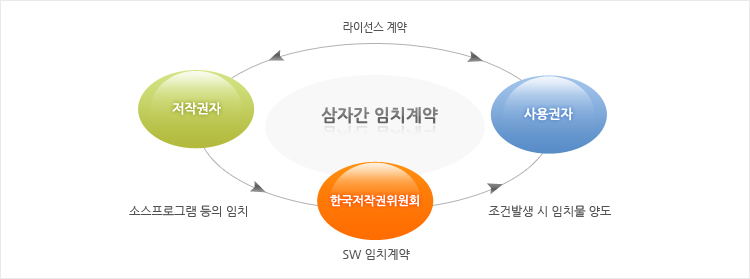 라이선스 계약
저작권자
삼자간 임치계약
사용권자
한국저작권위원회
소스프로그램 등의 임치
조건발생 시 임치물 양도
SW 임치계약